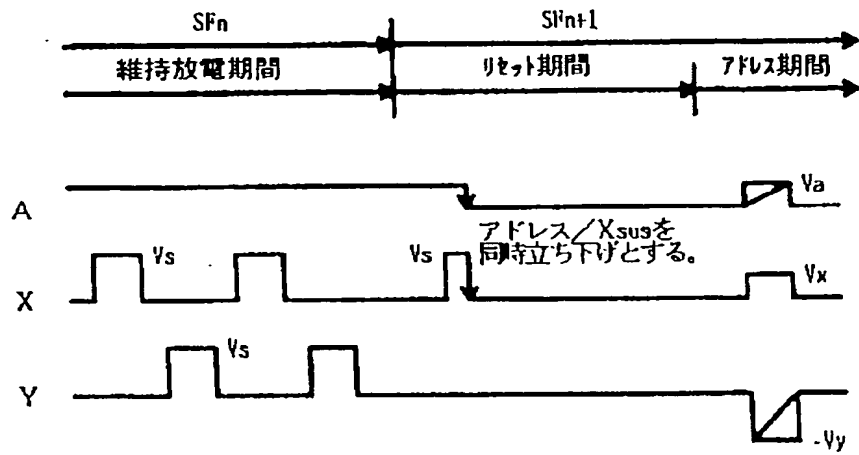 SFn SFn+1
維持放電期間 リセット期間 アドレス期間
A Va
アドレス/Xsusを
同時立ち下げとする。
X Vs Vs Vx
Y Vs -Vy